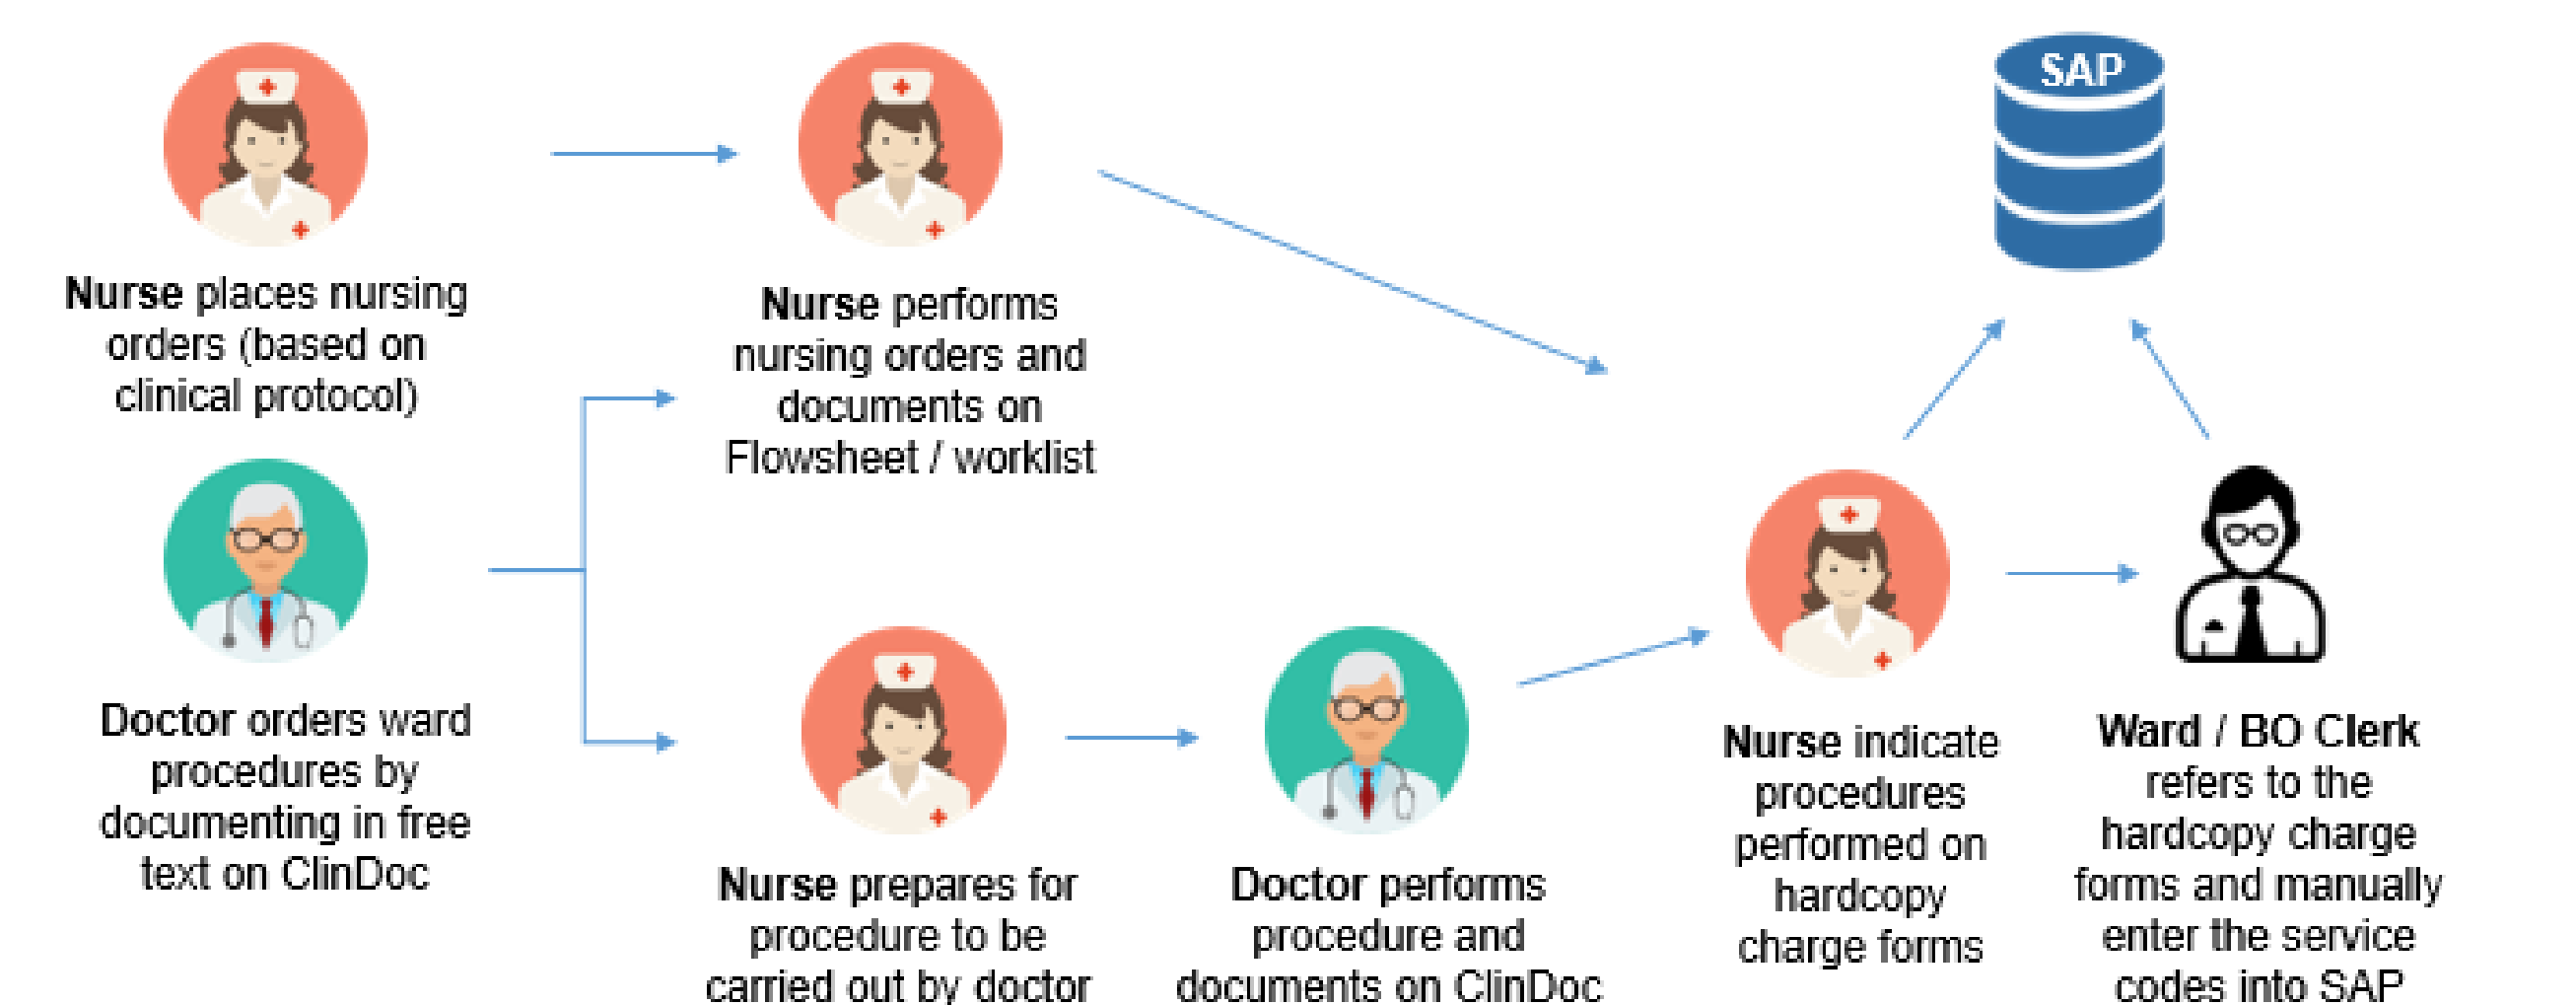 SAP
Nurse places nursing
orders (based on
clinical protocol)
Nurse performs
nursing orders and
documents on
Flowsheet / worklist
Doctor orders ward
procedures by
documenting in free
text on ClinDoc
Nurse prepares for
procedure to be
carried out by doctor
Doctor performs
procedure and
documents on ClinDoc
Nurse indicate
procedures
performed on
hardcopy
charge forms
Ward / BO Clerk
refers to the
hardcopy charge
forms and manually
enter the service
codes into SAP